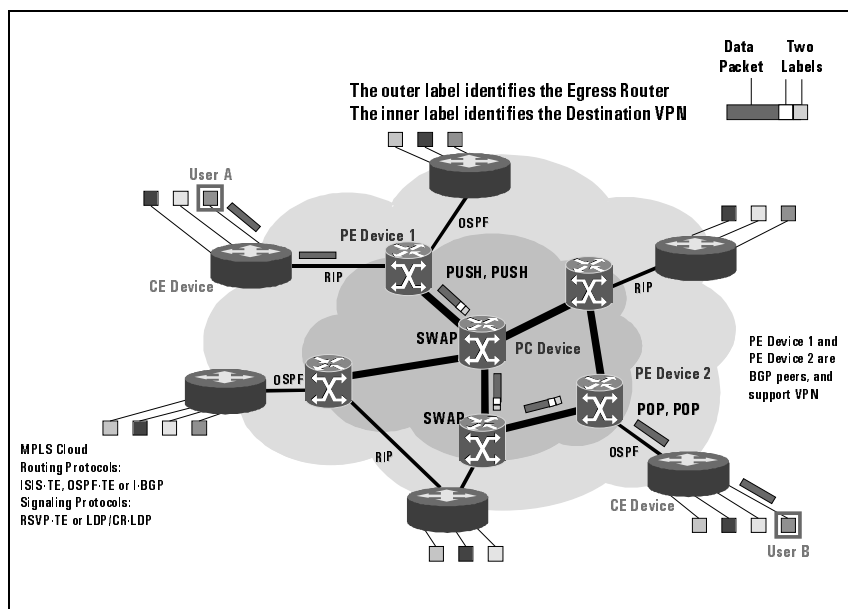 Data
Packet
Two
Labels
The outer label identifies the Egress Router
The inner label identifies the Destination VPN
User A
OSPF
PE Device 1
CE Device
RIP
PUSH, PUSH
RIP
SWAP
PC Device
PE Device 1 and
PE Device 2 are
BGP peers, and
support VPN
OSPF
PE Device 2
SWAP
POP, POP
MPLS Cloud
Routing Protocols:
ISIS-TE, OSPF-TE or I-BGP
Signaling Protocols:
RSVP-TE or LDP/CR-LDP
RIP
OSPF
CE Device
User B